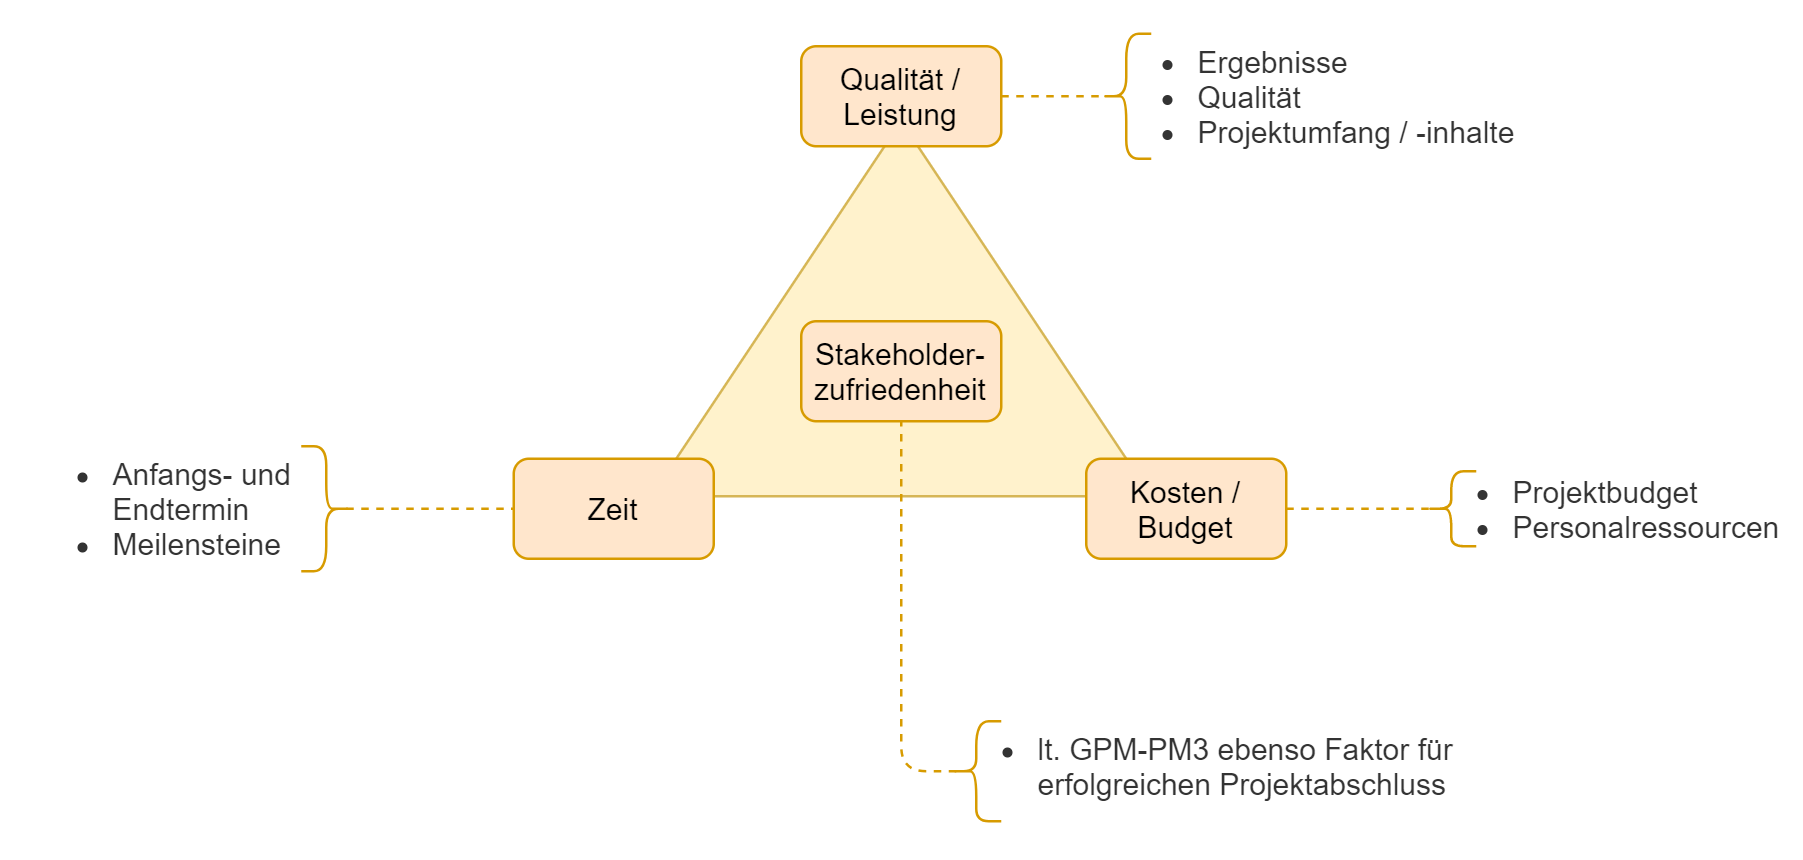 Qualität /
Leistung
• Ergebnisse
• Qualität
• Projektumfang / -inhalte
Stakeholder-
zufriedenheit
• Anfangs- und
Endtermin
• Meilensteine
Zeit
Kosten /
Budget
• Projektbudget
• Personalressourcen
• lt. GPM-PM3 ebenso Faktor für
erfolgreichen Projektabschluss